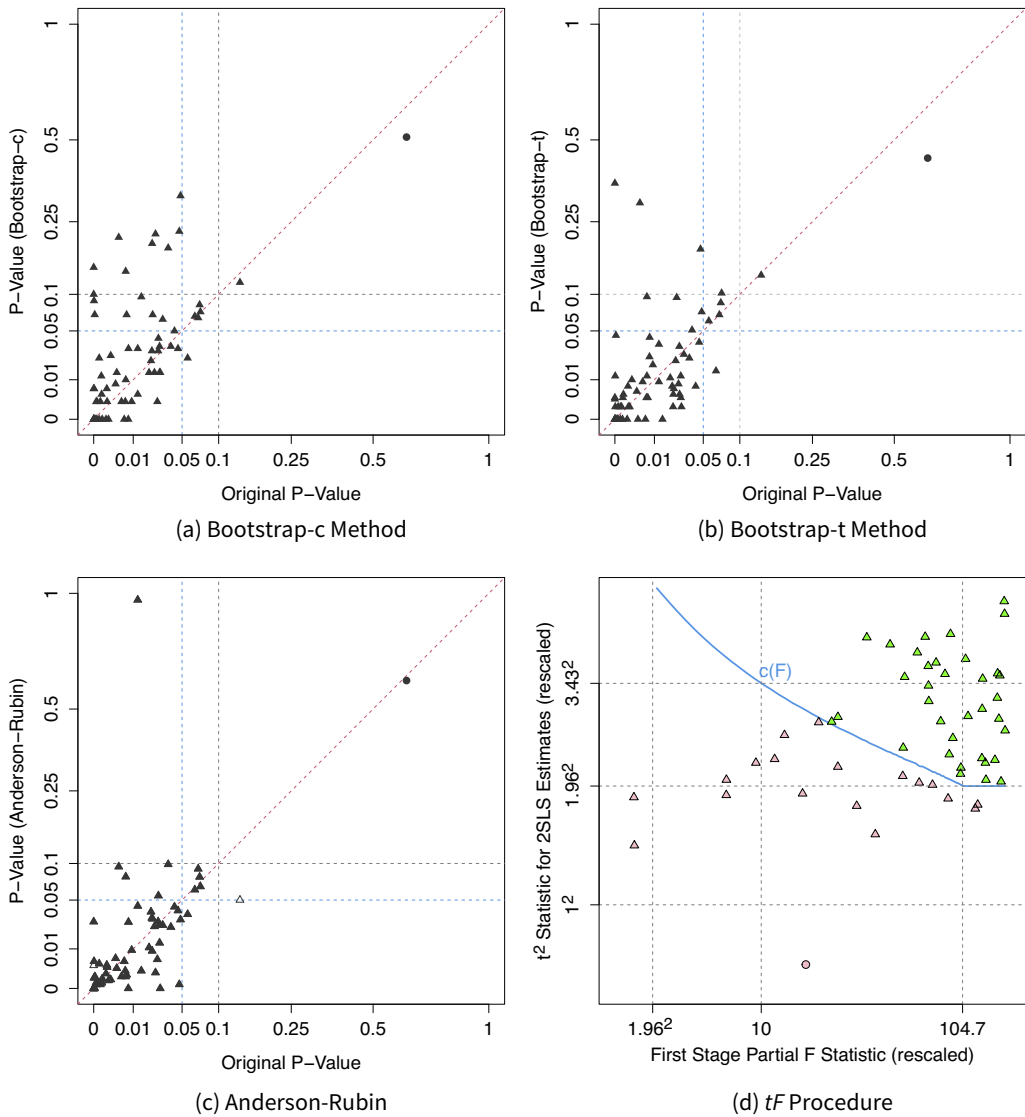 P−Value (Bootstrap−c)
1
0.5
0.25
0.1
0.05
0.01
0
0 0.01 0.05 0.1 0.25 0.5 1
Original P−Value
(a) Bootstrap-c Method
P−Value (Bootstrap−t)
1
0.5
0.25
0.1
0.05
0.01
0
0 0.01 0.05 0.1 0.25 0.5 1
Original P−Value
(b) Bootstrap-t Method
P−Value (Anderson−Rubin)
1
0.5
0.25
0.1
0.05
0.01
0
0 0.01 0.05 0.1 0.25 0.5 1
Original P−Value
(c) Anderson-Rubin
t² Statistic for 2SLS Estimates (rescaled)
3.43²
1.96²
1²
c(F)
1.96² 10 104.7
First Stage Partial F Statistic (rescaled)
(d) tF Procedure